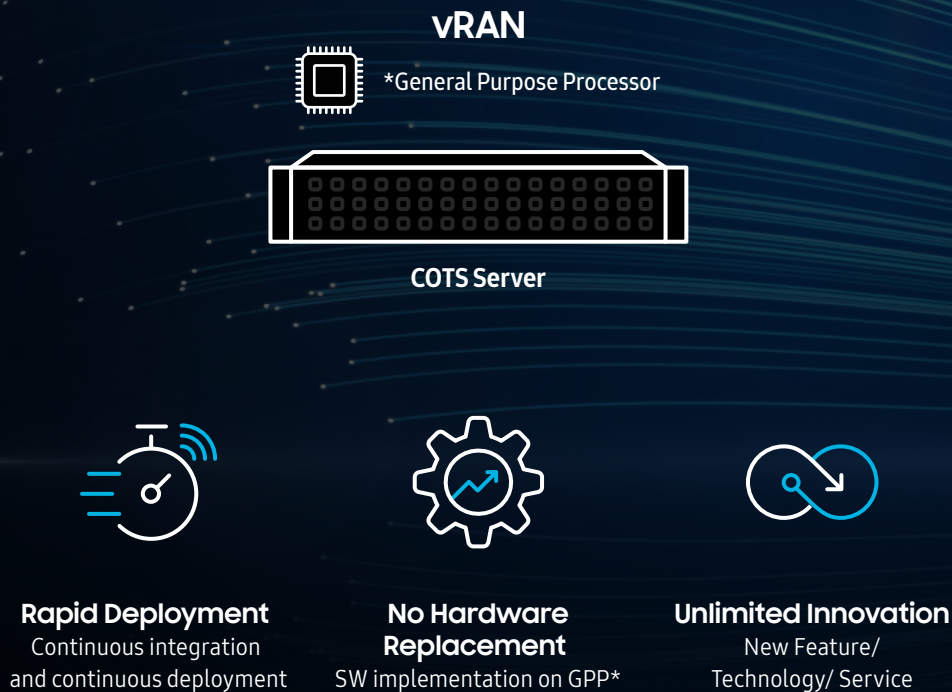 vRAN
*General Purpose Processor
COTS Server
Rapid Deployment
Continuous integration
and continuous deployment
No Hardware
Replacement
SW implementation on GPP*
Unlimited Innovation
New Feature/
Technology/ Service